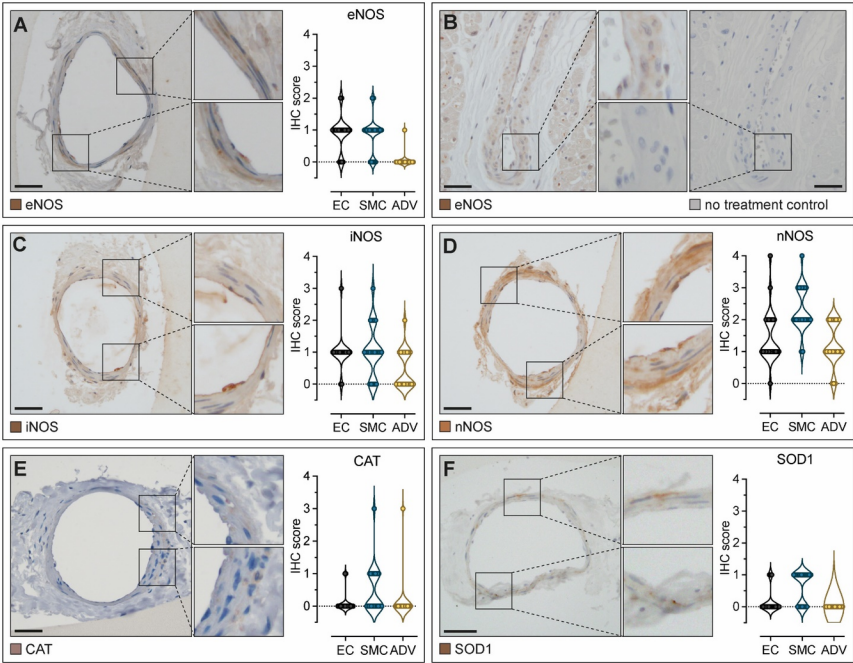 A
eNOS
IHC score
4
3
2
1
0
EC SMC ADV
eNOS
B
eNOS
no treatment control
C
iNOS
IHC score
4
3
2
1
0
EC SMC ADV
iNOS
D
nNOS
IHC score
4
3
2
1
0
EC SMC ADV
nNOS
E
CAT
IHC score
4
3
2
1
0
EC SMC ADV
CAT
F
SOD1
IHC score
4
3
2
1
0
EC SMC ADV
SOD1